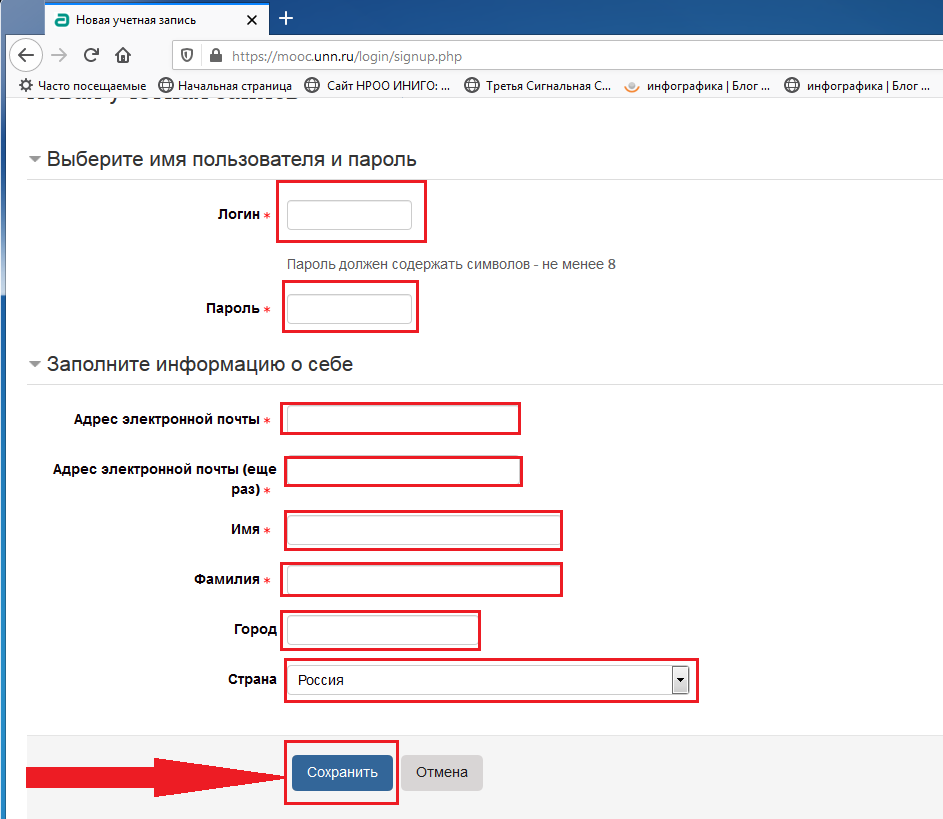 Новая учетная запись
https://mooc.unn.ru/login/signup.php
Часто посещаемые
Начальная страница
Сайт НРОО ИНИГО: ...
Третья Сигнальная С...
инфографика | Блог ...
инфографика | Блог ...
Выберите имя пользователя и пароль
Логин *
Пароль должен содержать символов - не менее 8
Пароль *
Заполните информацию о себе
Адрес электронной почты *
Адрес электронной почты (еще
раз) *
Имя *
Фамилия *
Город
Страна
Россия
Сохранить
Отмена